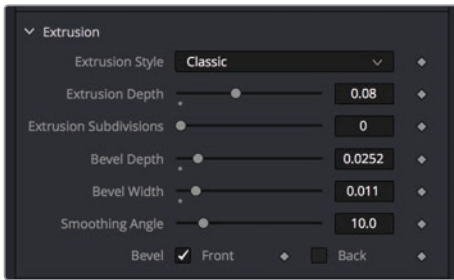 Extrusion
Extrusion Style Classic
Extrusion Depth 0.08
Extrusion Subdivisions 0
Bevel Depth 0.0252
Bevel Width 0.011
Smoothing Angle 10.0
Bevel Front Back